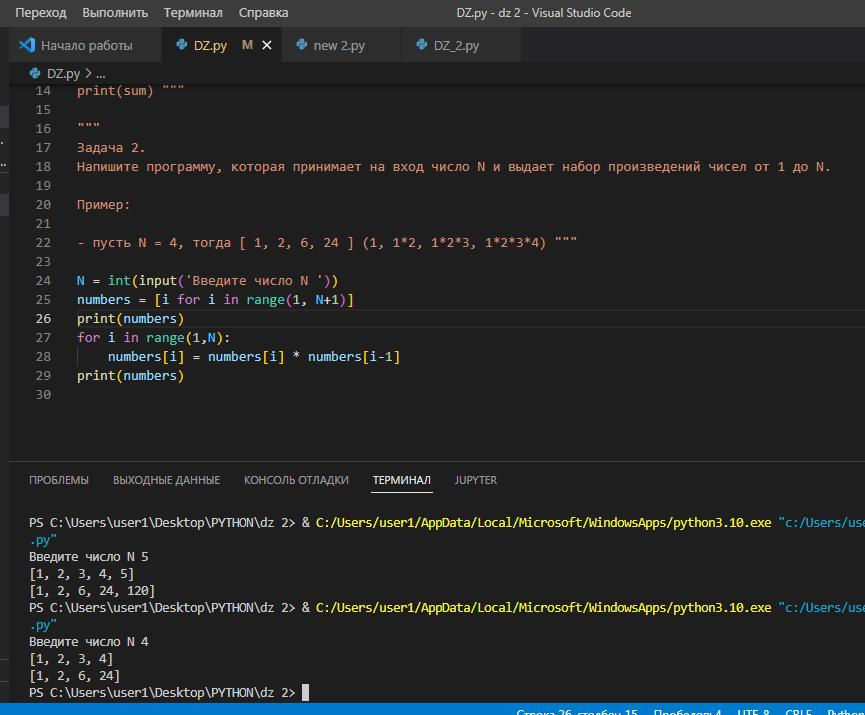 Переход Выполнить Терминал Справка DZ.py - dz 2 - Visual Studio Code
Начало работы DZ.py M new 2.py DZ_2.py
DZ.py > ...
14 print(sum) """
15
16 """
17 Задача 2.
18 Напишите программу, которая принимает на вход число N и выдает набор произведений чисел от 1 до N.
19
20 Пример:
21
22 - пусть N = 4, тогда [ 1, 2, 6, 24 ] (1, 1*2, 1*2*3, 1*2*3*4) """
23
24 N = int(input('Введите число N '))
25 numbers = [i for i in range(1, N+1)]
26 print(numbers)
27 for i in range(1,N):
28 numbers[i] = numbers[i] * numbers[i-1]
29 print(numbers)
30
ПРОБЛЕМЫ ВЫХОДНЫЕ ДАННЫЕ КОНСОЛЬ ОТЛАДКИ ТЕРМИНАЛ JUPYTER
PS C:\Users\user1\Desktop\PYTHON\dz 2> & C:/Users/user1/AppData/Local/Microsoft/WindowsApps/python3.10.exe "c:/Users/use
.py"
Введите число N 5
[1, 2, 3, 4, 5]
[1, 2, 6, 24, 120]
PS C:\Users\user1\Desktop\PYTHON\dz 2> & C:/Users/user1/AppData/Local/Microsoft/WindowsApps/python3.10.exe "c:/Users/use
.py"
Введите число N 4
[1, 2, 3, 4]
[1, 2, 6, 24]
PS C:\Users\user1\Desktop\PYTHON\dz 2>
Строка 26, столбец 15 Пробелов: 4 UTF-8 CRLF Python